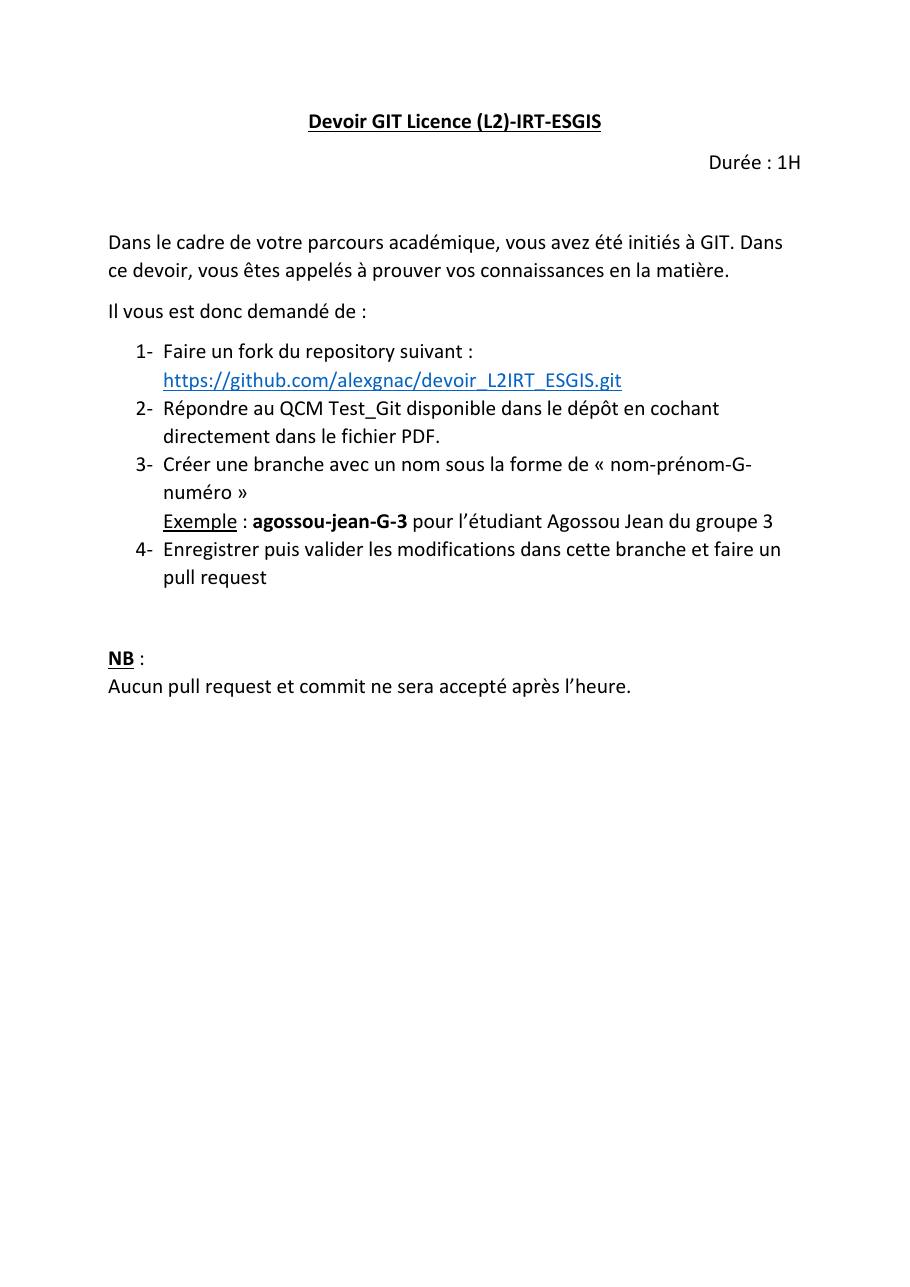 Devoir GIT Licence (L2)-IRT-ESGIS
Durée : 1H
Dans le cadre de votre parcours académique, vous avez été initiés à GIT. Dans
ce devoir, vous êtes appelés à prouver vos connaissances en la matière.
Il vous est donc demandé de :
1- Faire un fork du repository suivant :
https://github.com/alexgnac/devoir_L2IRT_ESGIS.git
2- Répondre au QCM Test_Git disponible dans le dépôt en cochant
directement dans le fichier PDF.
3- Créer une branche avec un nom sous la forme de « nom-prénom-G-
numéro »
Exemple : agossou-jean-G-3 pour l’étudiant Agossou Jean du groupe 3
4- Enregistrer puis valider les modifications dans cette branche et faire un
pull request
NB :
Aucun pull request et commit ne sera accepté après l’heure.